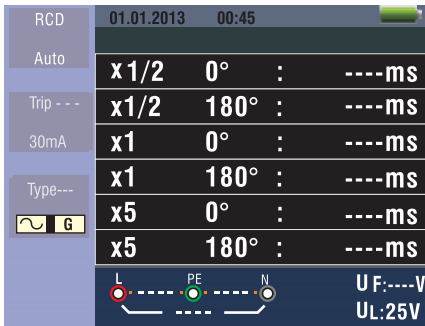 RCD
01.01.2013 00:45
Auto
x1/2 0° : ----ms
x1/2 180° : ----ms
Trip - - -
30mA
x1 0° : ----ms
x1 180° : ----ms
Type---
G
x5 0° : ----ms
x5 180° : ----ms
L PE N
----
UF:----V
UL:25V